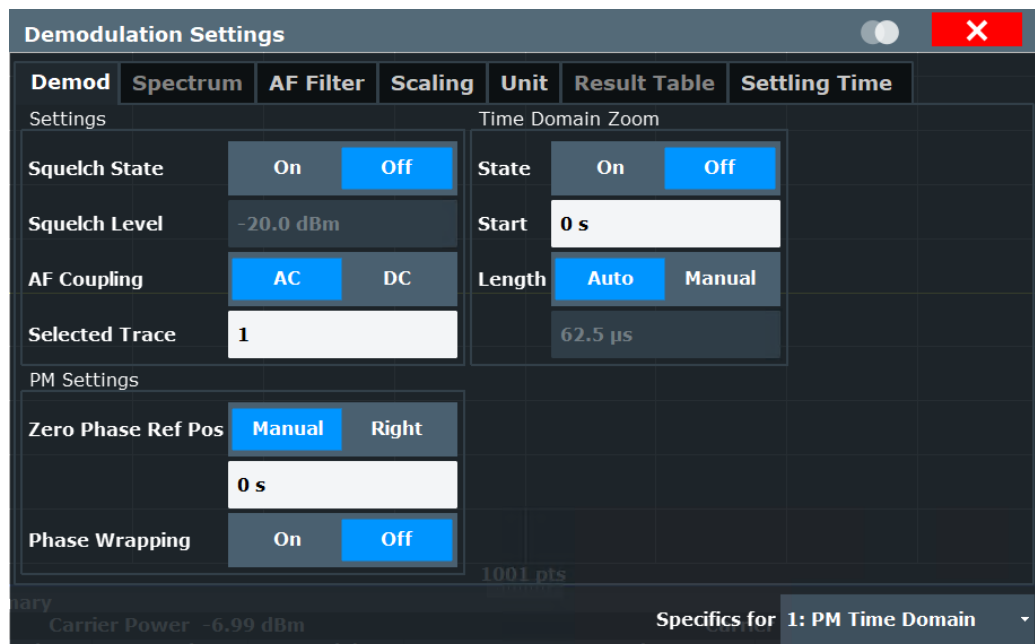 Demodulation Settings
Demod Spectrum AF Filter Scaling Unit Result Table Settling Time
Settings
Squelch State On Off
Squelch Level -20.0 dBm
AF Coupling AC DC
Selected Trace 1
Time Domain Zoom
State On Off
Start 0 s
Length Auto Manual
62.5 µs
PM Settings
Zero Phase Ref Pos Manual Right
0 s
Phase Wrapping On Off
1001 pts
Carrier Power -6.99 dBm
Specifics for 1: PM Time Domain